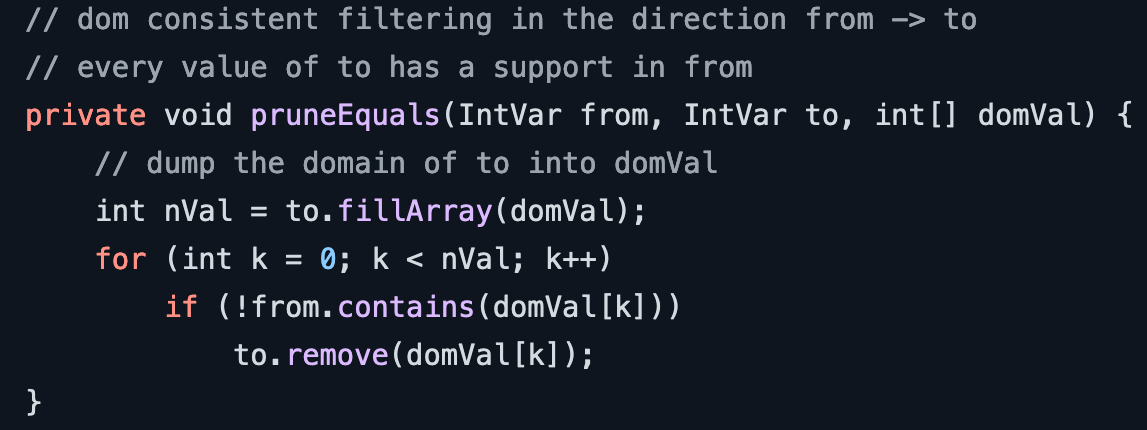 // dom consistent filtering in the direction from -> to
// every value of to has a support in from
private void pruneEquals(IntVar from, IntVar to, int[] domVal) {
    // dump the domain of to into domVal
    int nVal = to.fillArray(domVal);
    for (int k = 0; k < nVal; k++)
        if (!from.contains(domVal[k]))
            to.remove(domVal[k]);
}